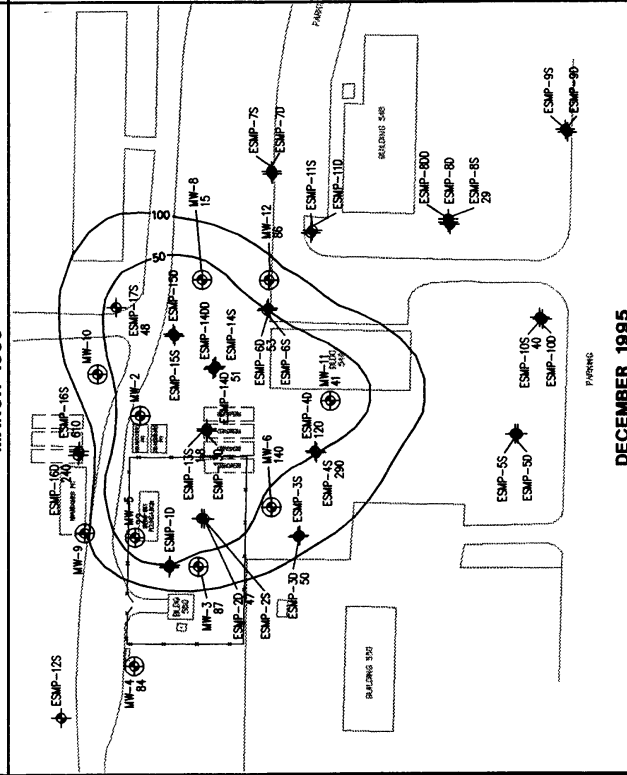 PARKING
ESMP-12S
MW-4
84
MW-9
ESMP-16D
240
ESMP-16S
610
MW-10
ESMP-17S
48
100
50
MW-5
22
MW-2
ESMP-1D
BLDG
560
MW-3
87
ESMP-2D
47
ESMP-2S
ESMP-13S
ESMP-14D
51
ESMP-14S
ESMP-14DD
ESMP-15S
ESMP-15D
MW-8
15
MW-12
86
ESMP-7S
ESMP-7D
ESMP-6D
53
ESMP-6S
MW-6
140
ESMP-3D
50
ESMP-3S
ESMP-4D
120
ESMP-4S
290
MW-11
41
ESMP-11S
ESMP-11D
BUILDING 548
ESMP-8DD
ESMP-8D
ESMP-8S
29
ESMP-9S
ESMP-9D
BUILDING 550
ESMP-5S
ESMP-5D
ESMP-10S
40
ESMP-10D
PARKING
DECEMBER 1995